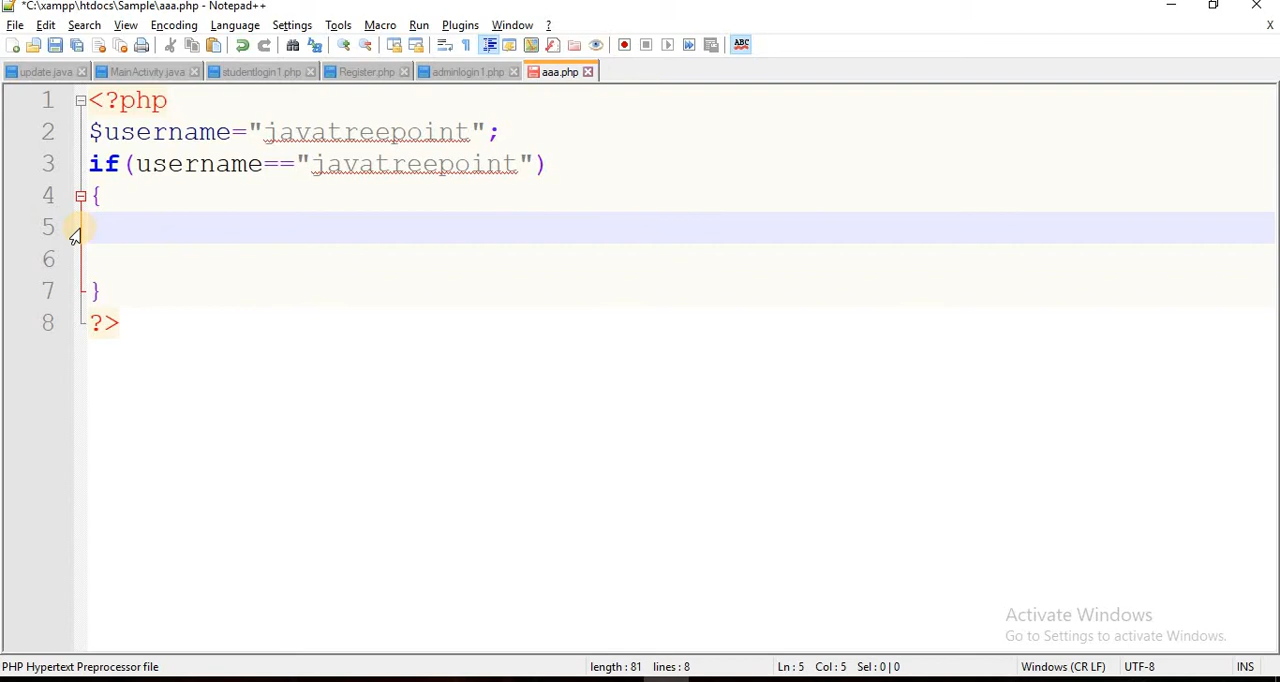 *C:\xampp\htdocs\Sample\aaa.php - Notepad++
File Edit Search View Encoding Language Settings Tools Macro Run Plugins Window ? X
ABC
update.java MainActivity.java studentlogin1.php Register.php adminlogin1.php aaa.php
1 <?php
2 $username="javatreepoint";
3 if(username=="javatreepoint")
4 {
5
6
7 }
8 ?>
Activate Windows
Go to Settings to activate Windows.
PHP Hypertext Preprocessor file length : 81 lines : 8 Ln : 5 Col : 5 Sel : 0 | 0 Windows (CR LF) UTF-8 INS